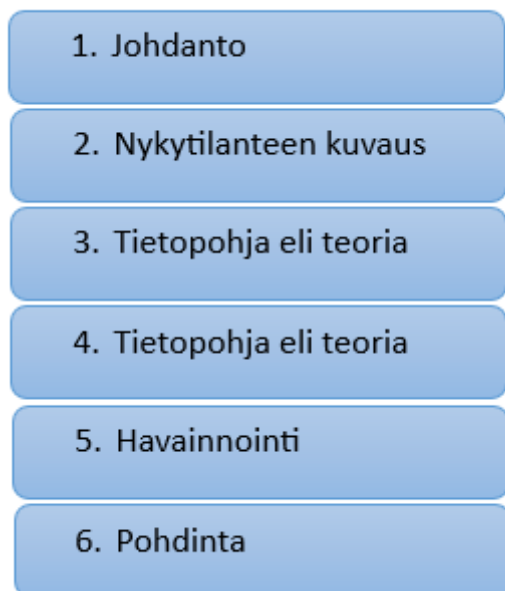 1. Johdanto
2. Nykytilanteen kuvaus
3. Tietopohja eli teoria
4. Tietopohja eli teoria
5. Havainnointi
6. Pohdinta